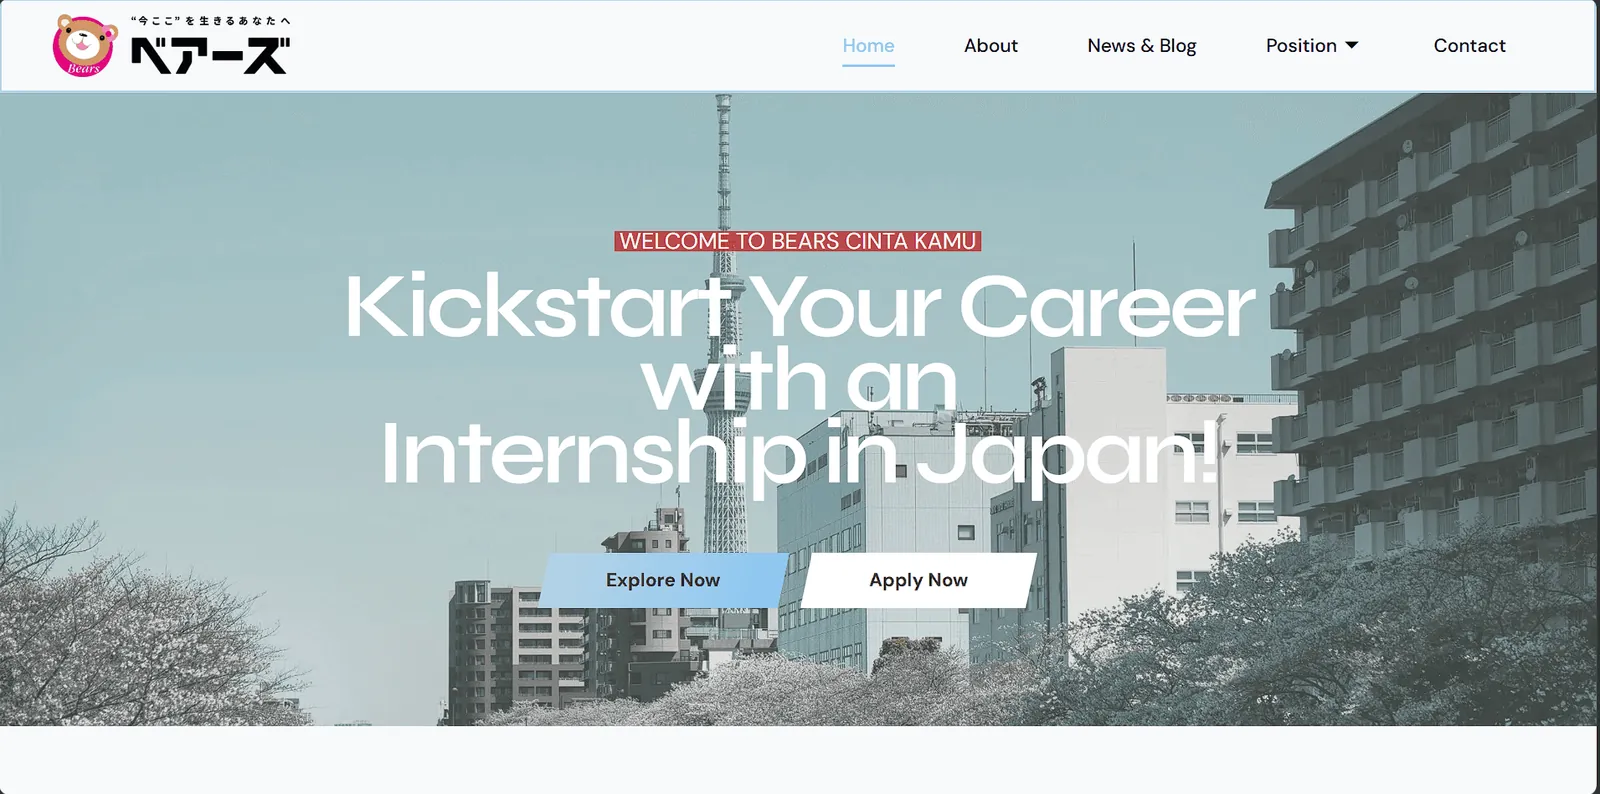 “今ここ”を生きるあなたへ
ベアーズ
Bears
Home
About
News & Blog
Position
Contact
WELCOME TO BEARS CINTA KAMU
Kickstart Your Career
with an
Internship in Japan!
Explore Now
Apply Now